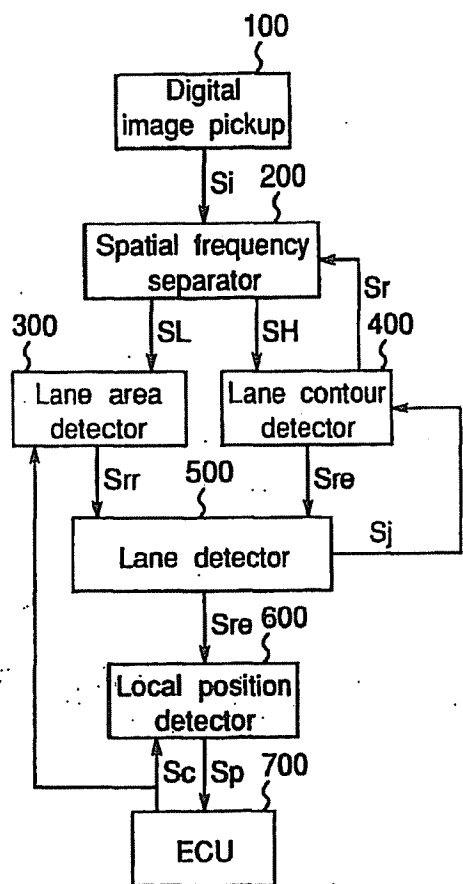 100
Digital
image pickup
Si
200
Spatial frequency
separator
Sr
300
SL
SH
400
Lane area
detector
Lane contour
detector
Srr
500
Sre
Lane detector
Sj
Sre
600
Local position
detector
Sc
Sp
700
ECU